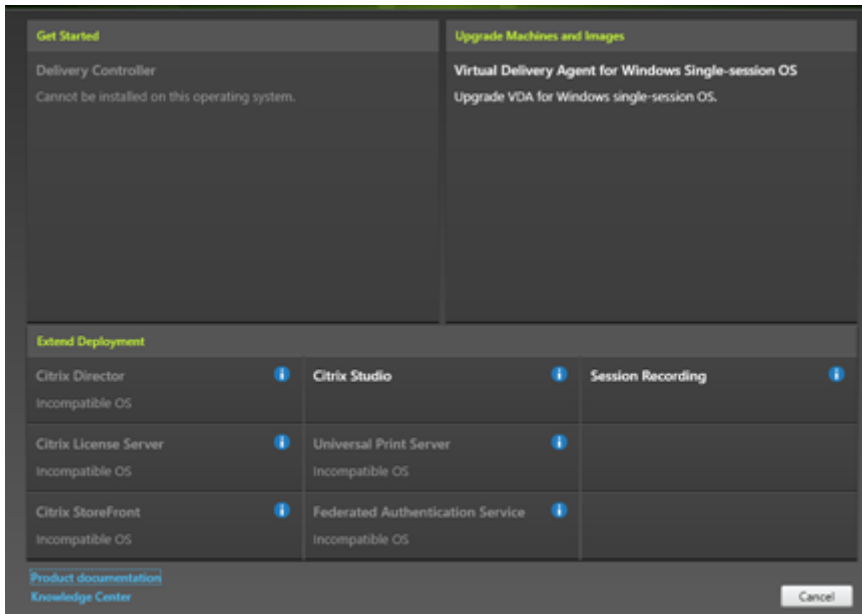 Get Started
Upgrade Machines and Images
Delivery Controller
Cannot be installed on this operating system.
Virtual Delivery Agent for Windows Single-session OS
Upgrade VDA for Windows single-session OS.
Extend Deployment
Citrix Director
Incompatible OS
Citrix Studio
Session Recording
Citrix License Server
Incompatible OS
Universal Print Server
Incompatible OS
Citrix StoreFront
Incompatible OS
Federated Authentication Service
Incompatible OS
Product documentation
Knowledge Center
Cancel